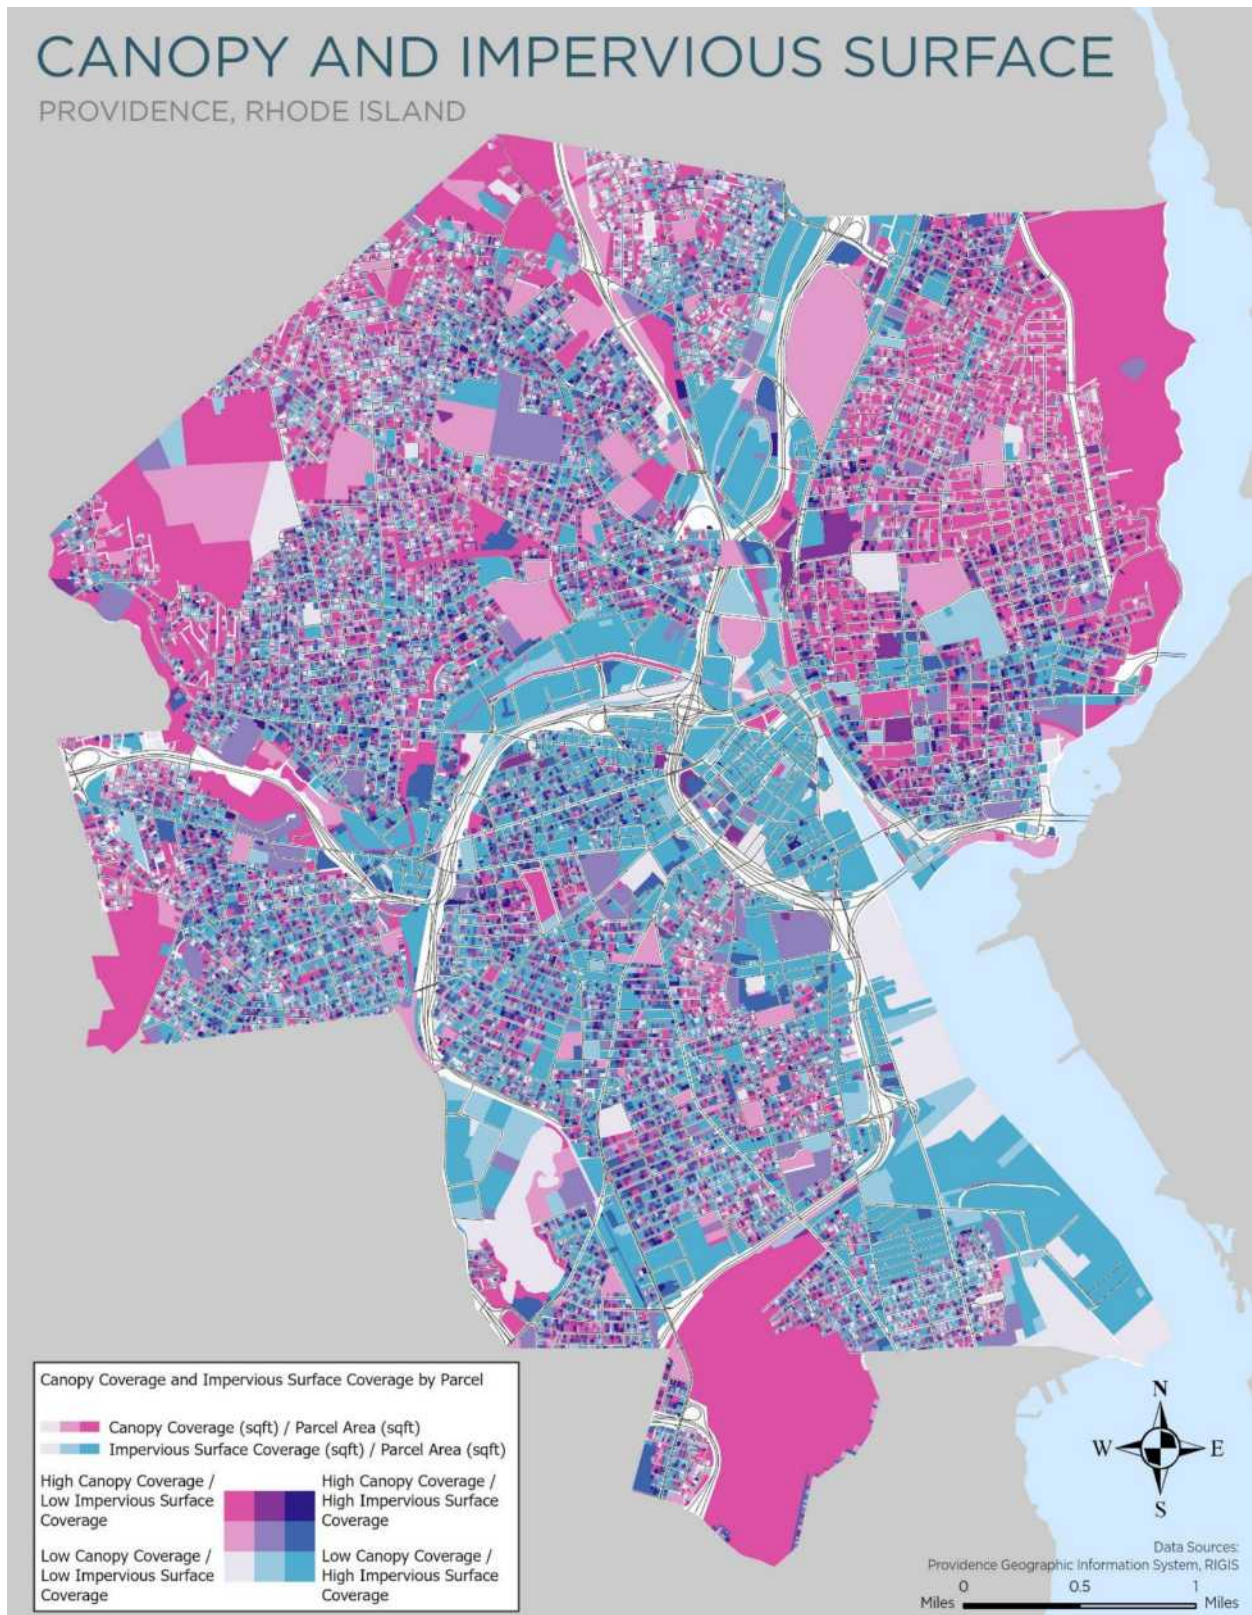 CANOPY AND IMPERVIOUS SURFACE
PROVIDENCE, RHODE ISLAND
Canopy Coverage and Impervious Surface Coverage by Parcel
Canopy Coverage (sqft) / Parcel Area (sqft)
Impervious Surface Coverage (sqft) / Parcel Area (sqft)
High Canopy Coverage /
Low Impervious Surface
Coverage
High Canopy Coverage /
High Impervious Surface
Coverage
Low Canopy Coverage /
Low Impervious Surface
Coverage
Low Canopy Coverage /
High Impervious Surface
Coverage
N
W E
S
Data Sources:
Providence Geographic Information System, RIGIS
0 0.5 1
Miles Miles